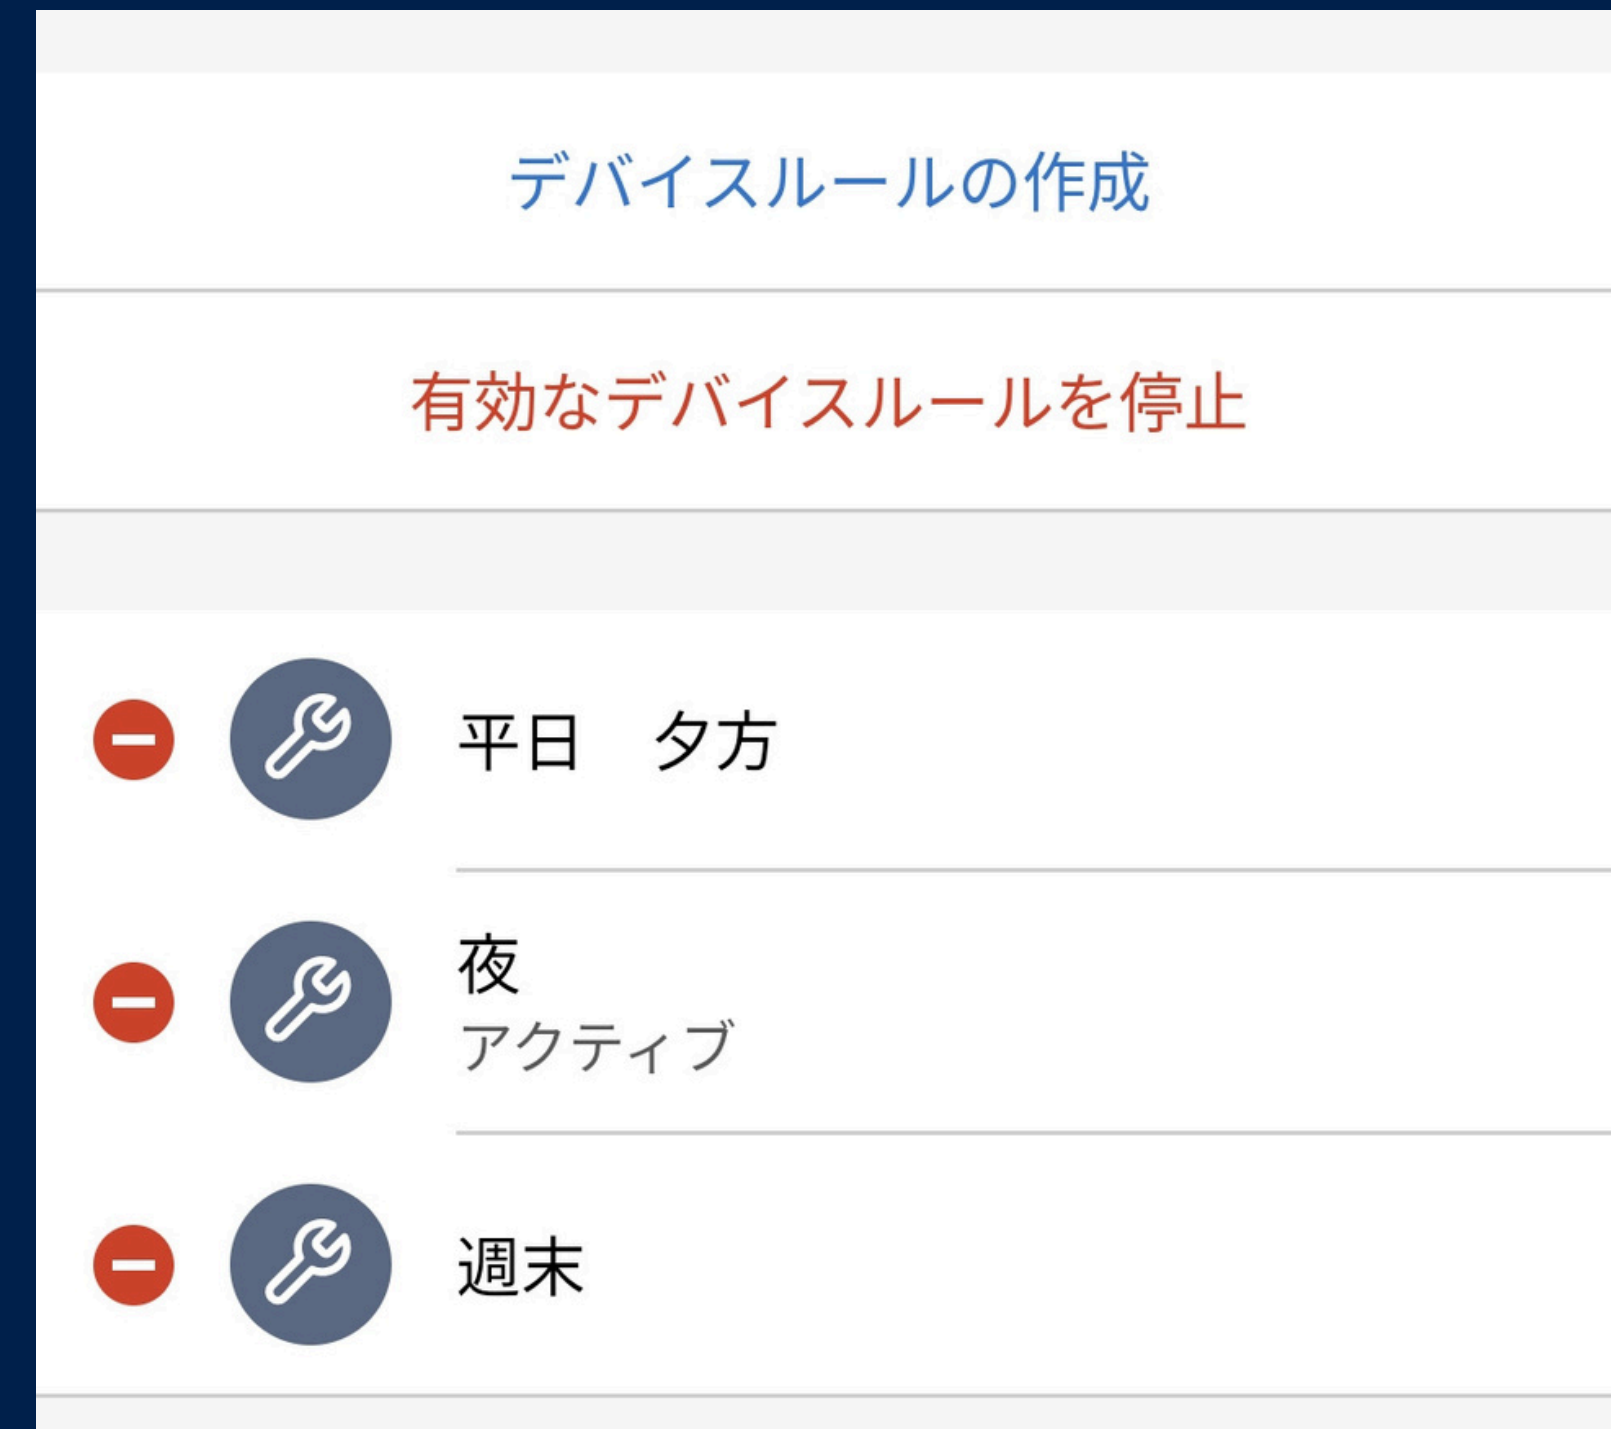 デバイスルールの作成
有効なデバイスルールを停止
平日　夕方
夜
アクティブ
週末